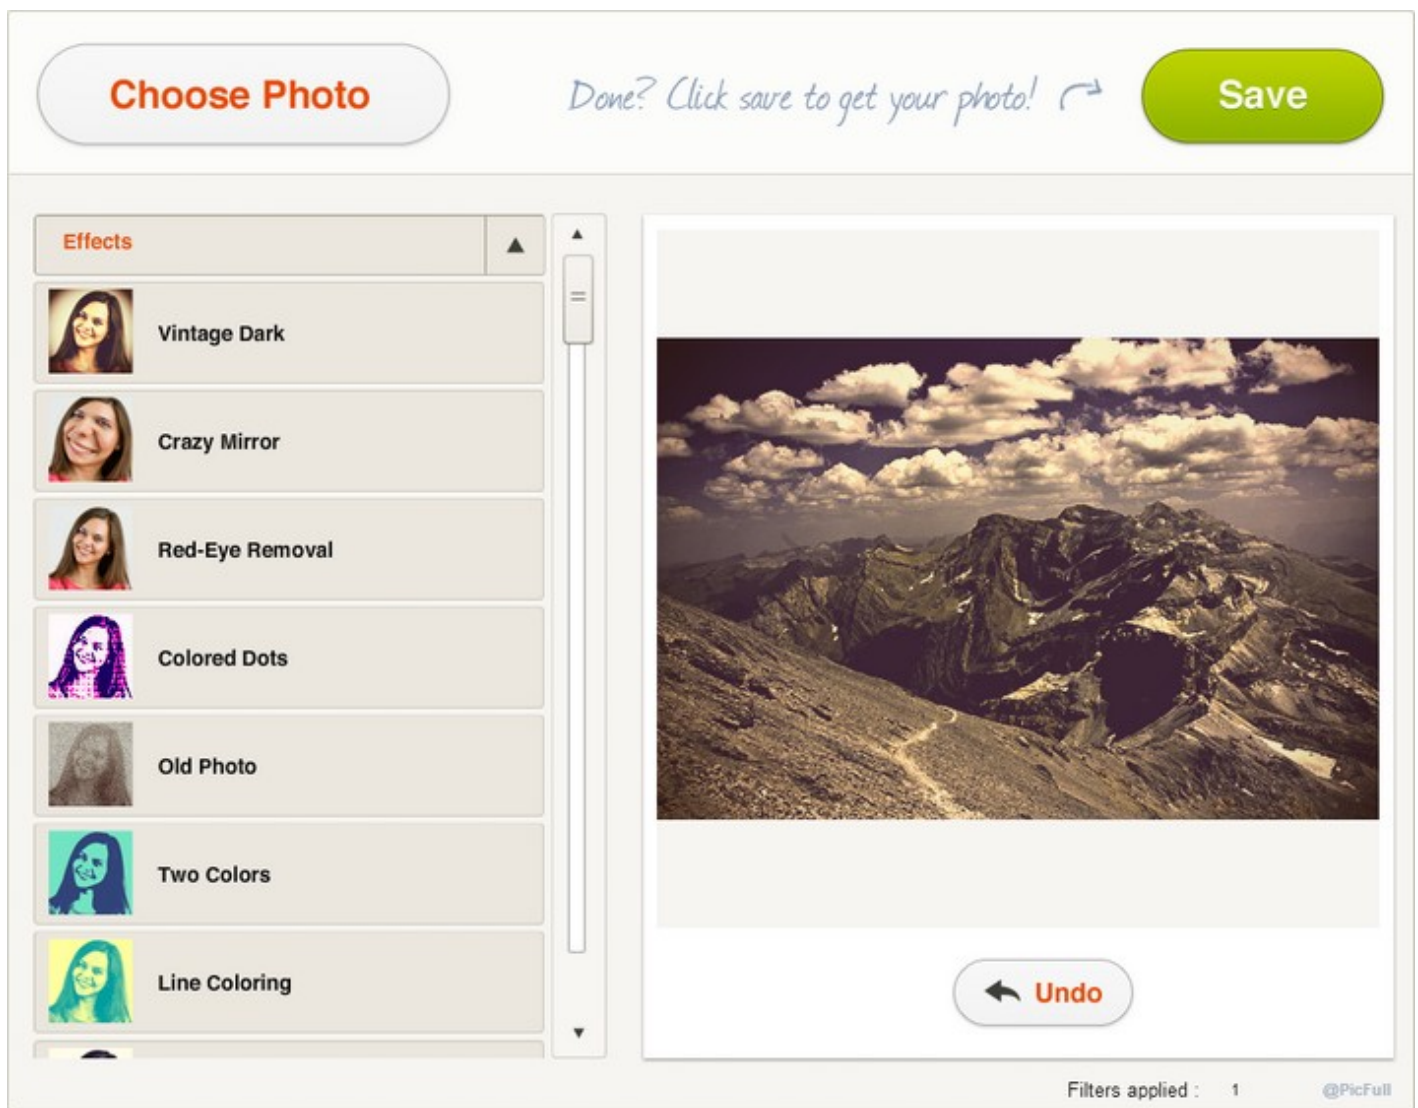 Choose Photo
Done? Click save to get your photo!
Save
Effects
Vintage Dark
Crazy Mirror
Red-Eye Removal
Colored Dots
Old Photo
Two Colors
Line Coloring
Undo
Filters applied : 1
@PicFull